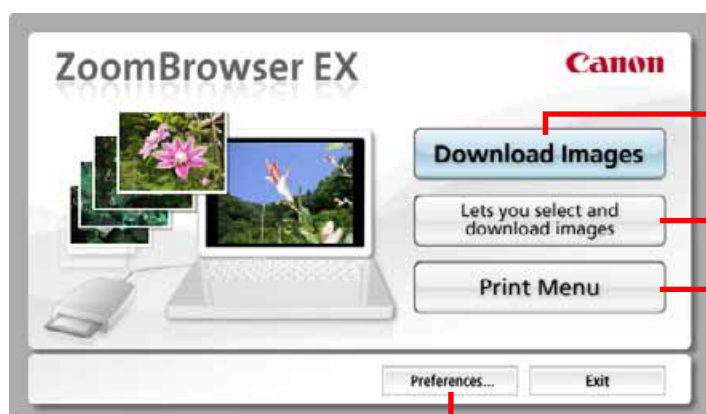 ZoomBrowser EX
Canon
Download Images
Lets you select and
download images
Print Menu
Preferences...
Exit